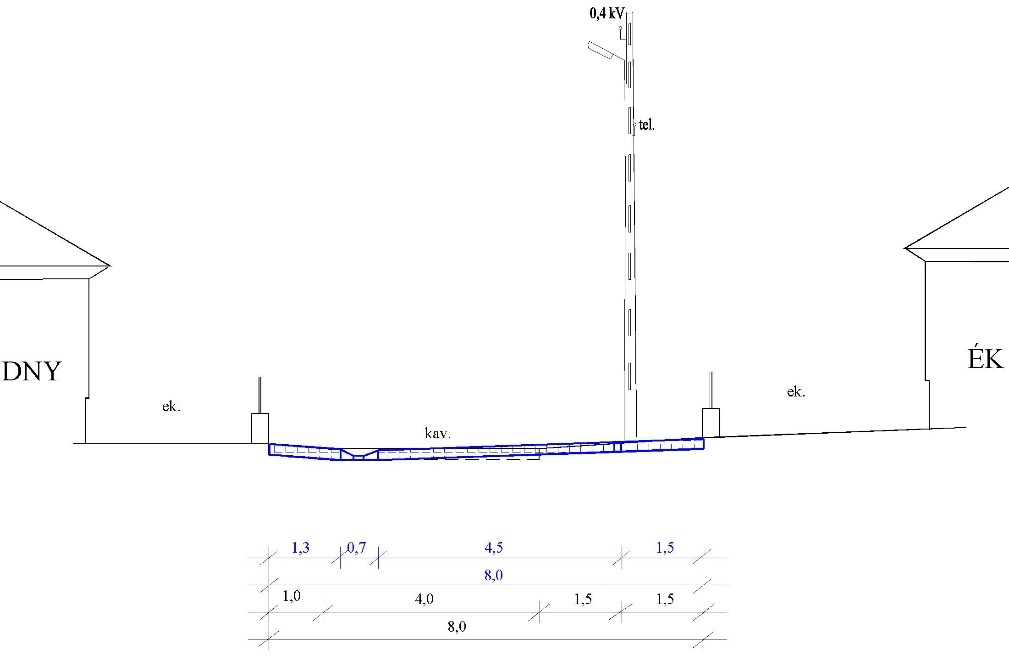 0,4 kV
tel.
DNY
ÉK
ek.
ek.
kav.
1,3 0,7 4,5 1,5
8,0
1,0 4,0 1,5 1,5
8,0